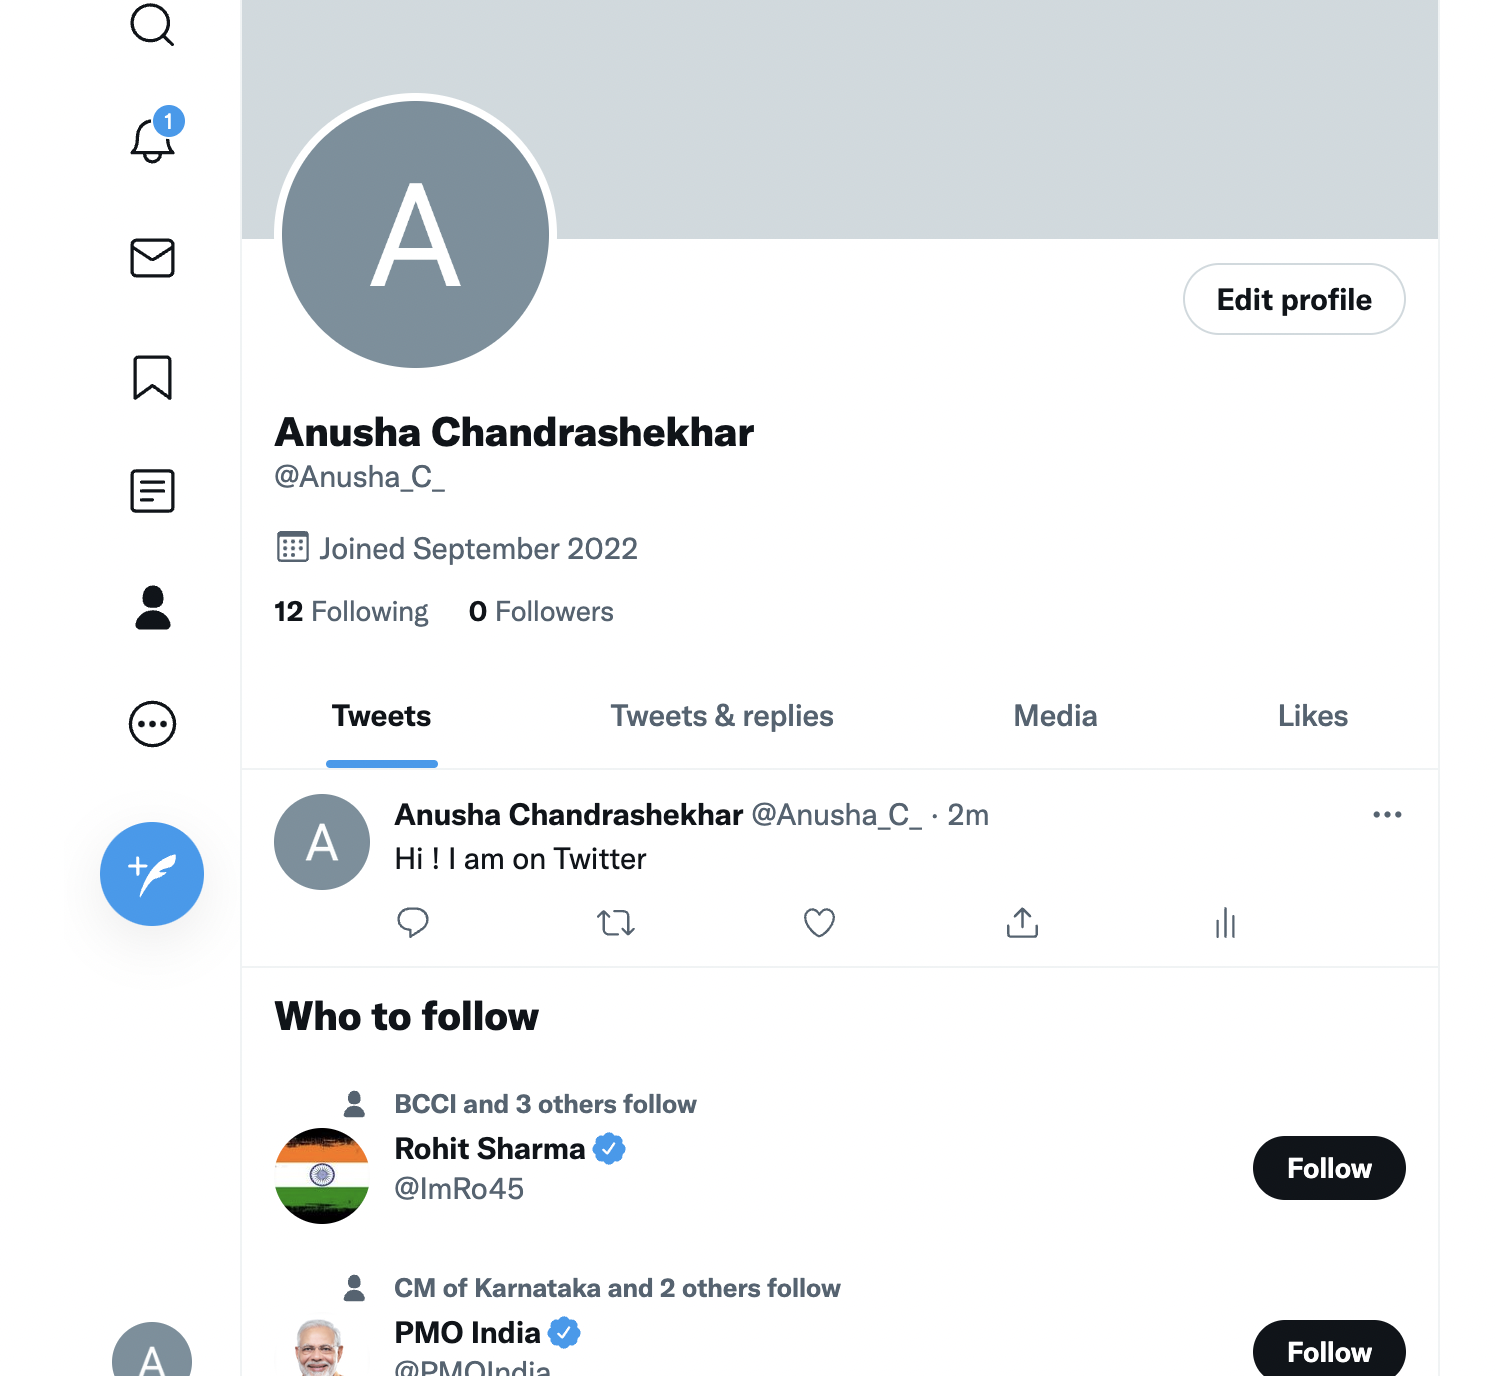 1
A
Edit profile
Anusha Chandrashekhar
@Anusha_C_
Joined September 2022
12 Following 0 Followers
Tweets Tweets & replies Media Likes
A
Anusha Chandrashekhar @Anusha_C_ · 2m
Hi ! I am on Twitter
Who to follow
BCCI and 3 others follow
Rohit Sharma
@ImRo45
Follow
CM of Karnataka and 2 others follow
PMO India
@PMOIndia
Follow
A